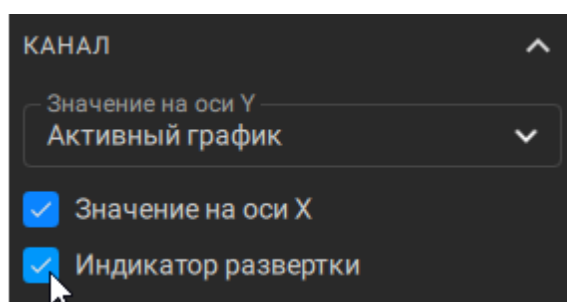 КАНАЛ
Значение на оси Y
Активный график
Значение на оси X
Индикатор развертки